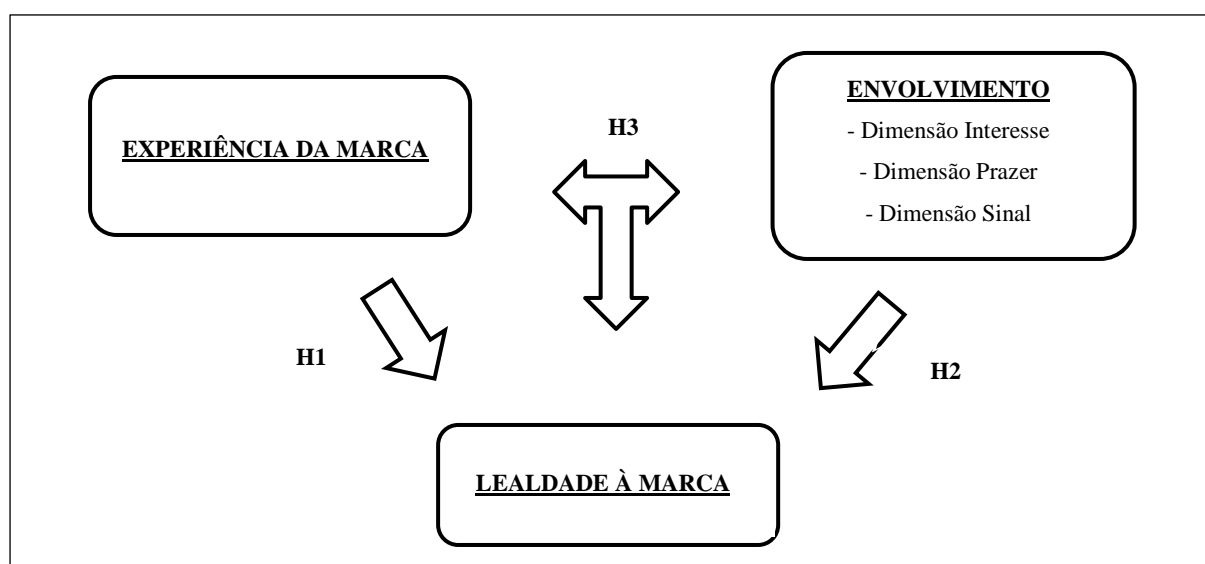 EXPERIÊNCIA DA MARCA
H3
ENVOLVIMENTO
- Dimensão Interesse
- Dimensão Prazer
- Dimensão Sinal
H1
H2
LEALDADE À MARCA